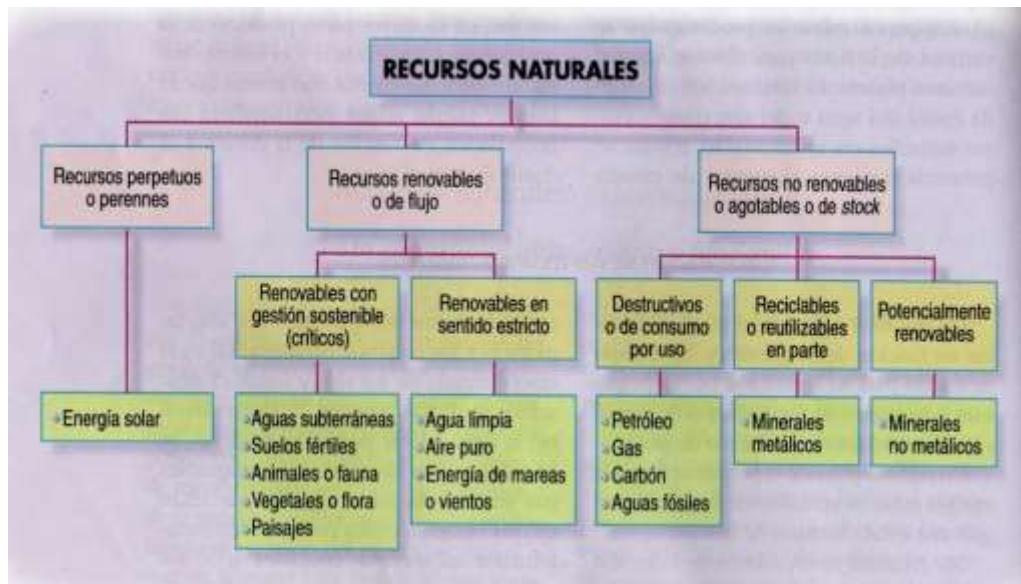 RECURSOS NATURALES
Recursos perpetuos
o perennes
Recursos renovables
o de flujo
Recursos no renovables
o agotables o de stock
Renovables con
gestión sostenible
(críticos)
Renovables en
sentido estricto
Destructivos
o de consumo
por uso
Reciclables
o reutilizables
en parte
Potencialmente
renovables
Energía solar
Aguas subterráneas
Suelos fértiles
Animales o fauna
Vegetales o flora
Paisajes
Agua limpia
Aire puro
Energía de mareas
o vientos
Petróleo
Gas
Carbón
Aguas fósiles
Minerales
metálicos
Minerales
no metálicos